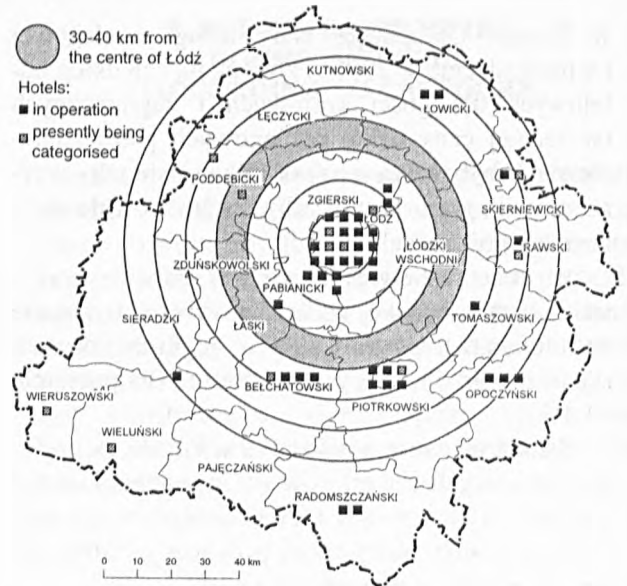 30-40 km from
the centre of Łódź
Hotels:
in operation
presently being
categorised
KUTNOWSKI
ŁOWICKI
ŁĘCZYCKI
PODDĘBICKI
ZGIERSKI
ŁÓDŹ
SKIERNIEWICKI
ŁÓDZKI
WSCHODNI
RAWSKI
ZDUŃSKOWOLSKI
PABIANICKI
SIERADZKI
ŁASKI
TOMASZOWSKI
BEŁCHATOWSKI
PIOTRKOWSKI
OPOCZYŃSKI
WIERUSZOWSKI
WIELUŃSKI
PAJĘCZAŃSKI
RADOMSZCZAŃSKI
0 10 20 30 40 km